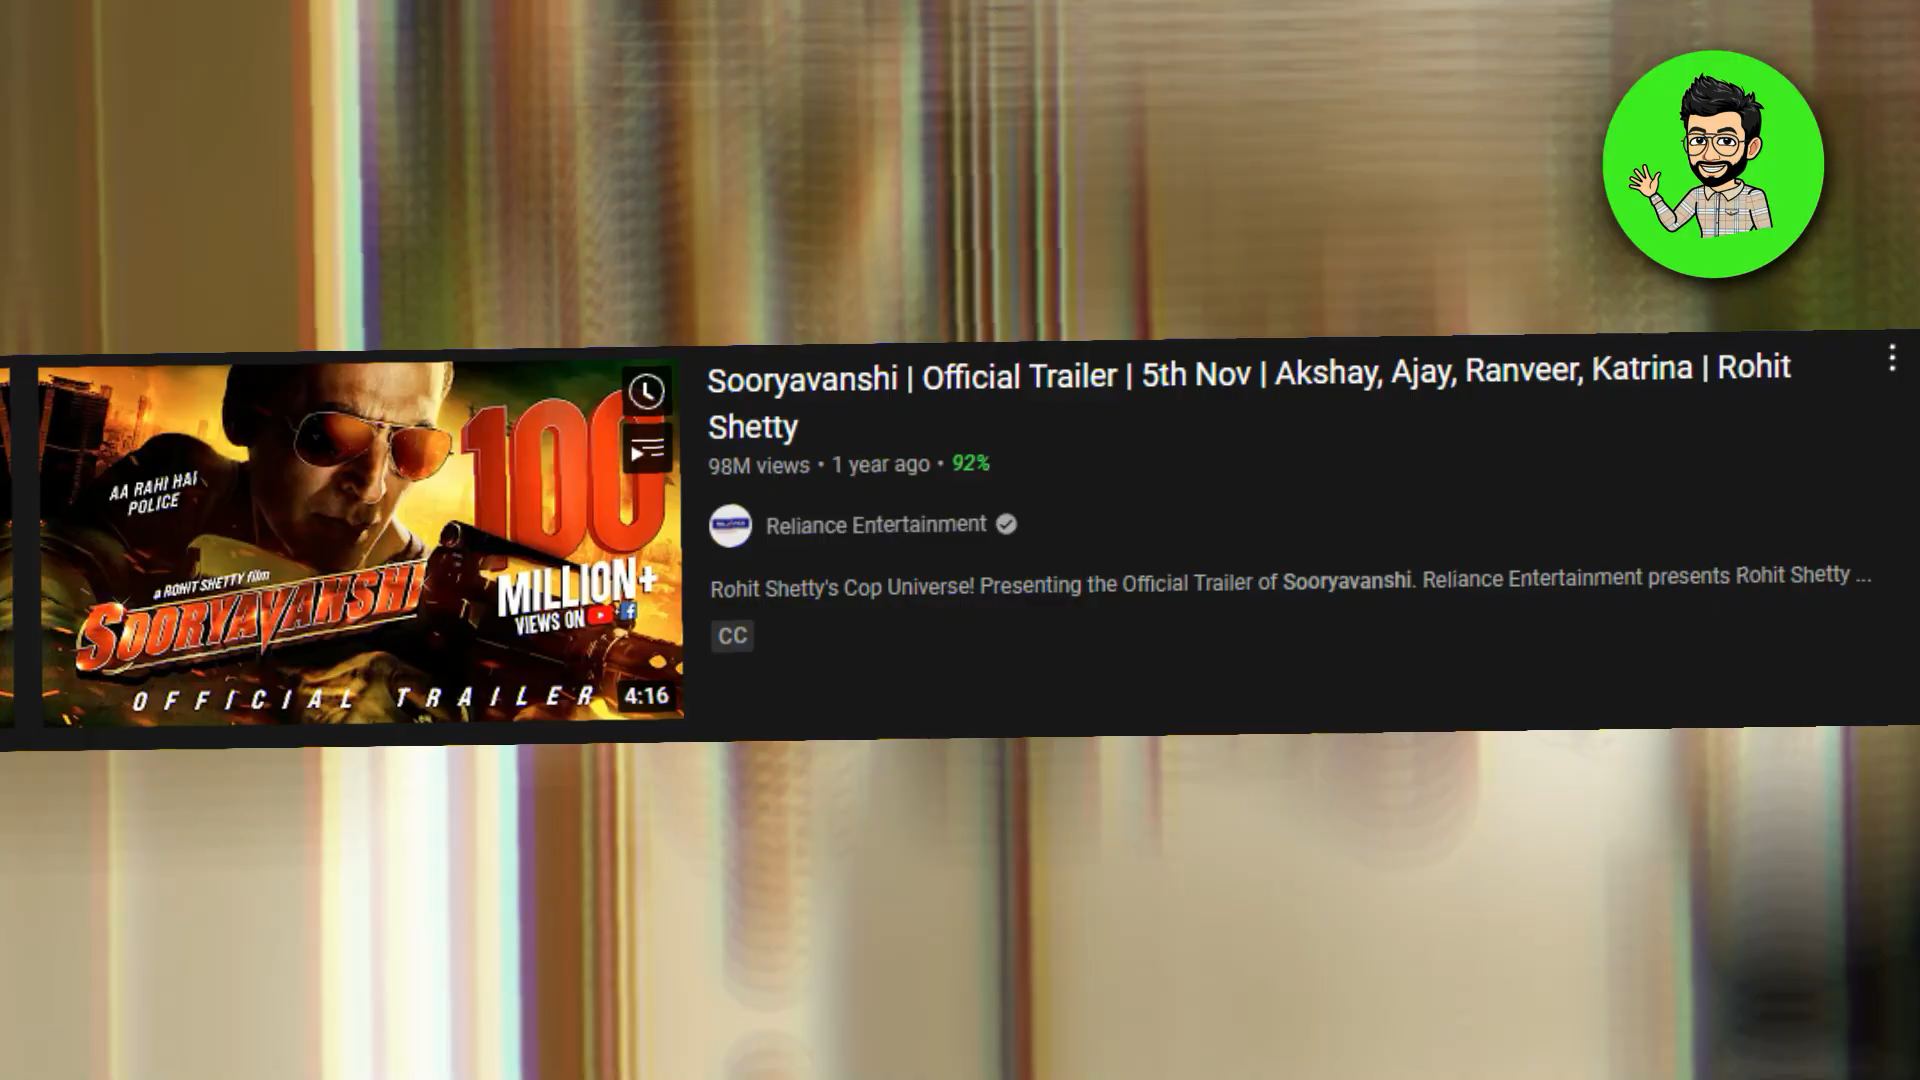 AA RAHI HAI
POLICE
100
MILLION+
VIEWS ON
a ROHIT SHETTY film
SOORYAVANSHI
OFFICIAL TRAILER
4:16
Sooryavanshi | Official Trailer | 5th Nov | Akshay, Ajay, Ranveer, Katrina | Rohit
Shetty
98M views • 1 year ago • 92%
Reliance Entertainment
Rohit Shetty's Cop Universe! Presenting the Official Trailer of Sooryavanshi. Reliance Entertainment presents Rohit Shetty ...
CC